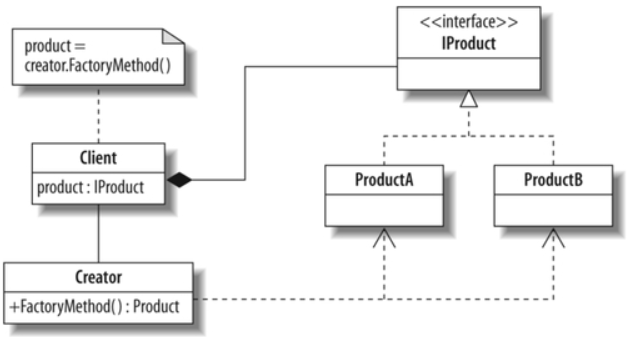 product =
creator.FactoryMethod()
<<interface>>
IProduct
Client
product : IProduct
ProductA
ProductB
Creator
+FactoryMethod() : Product